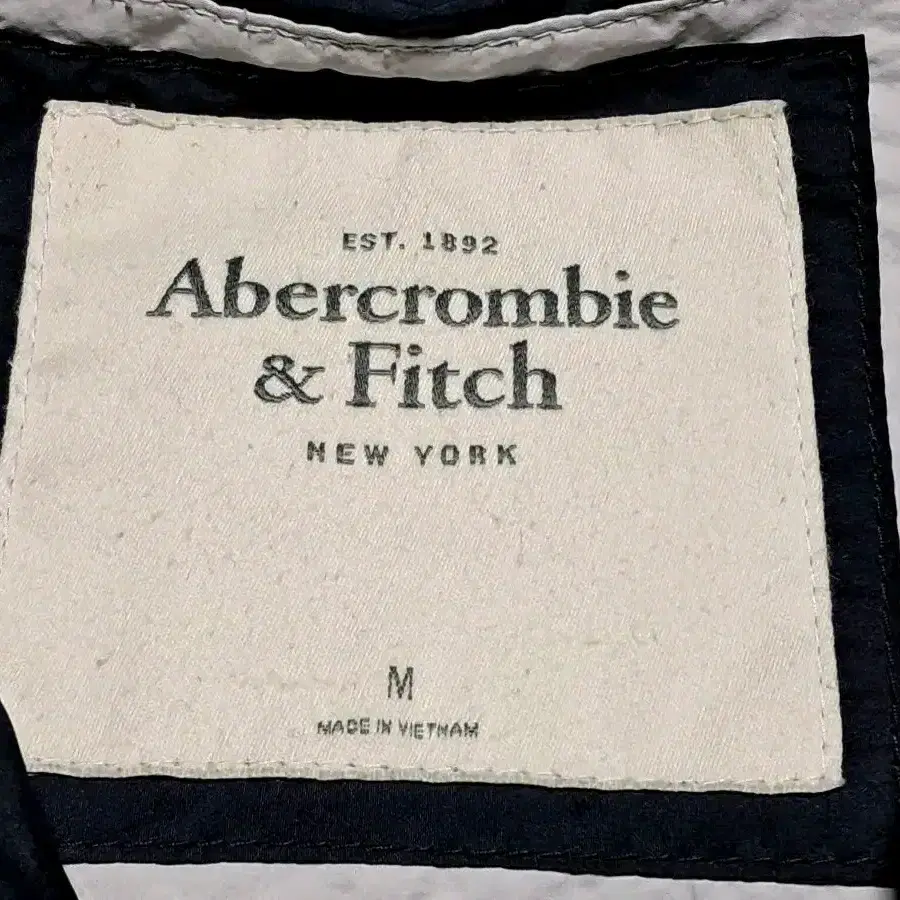 EST. 1892
Abercrombie
& Fitch
NEW YORK
M
MADE IN VIETNAM